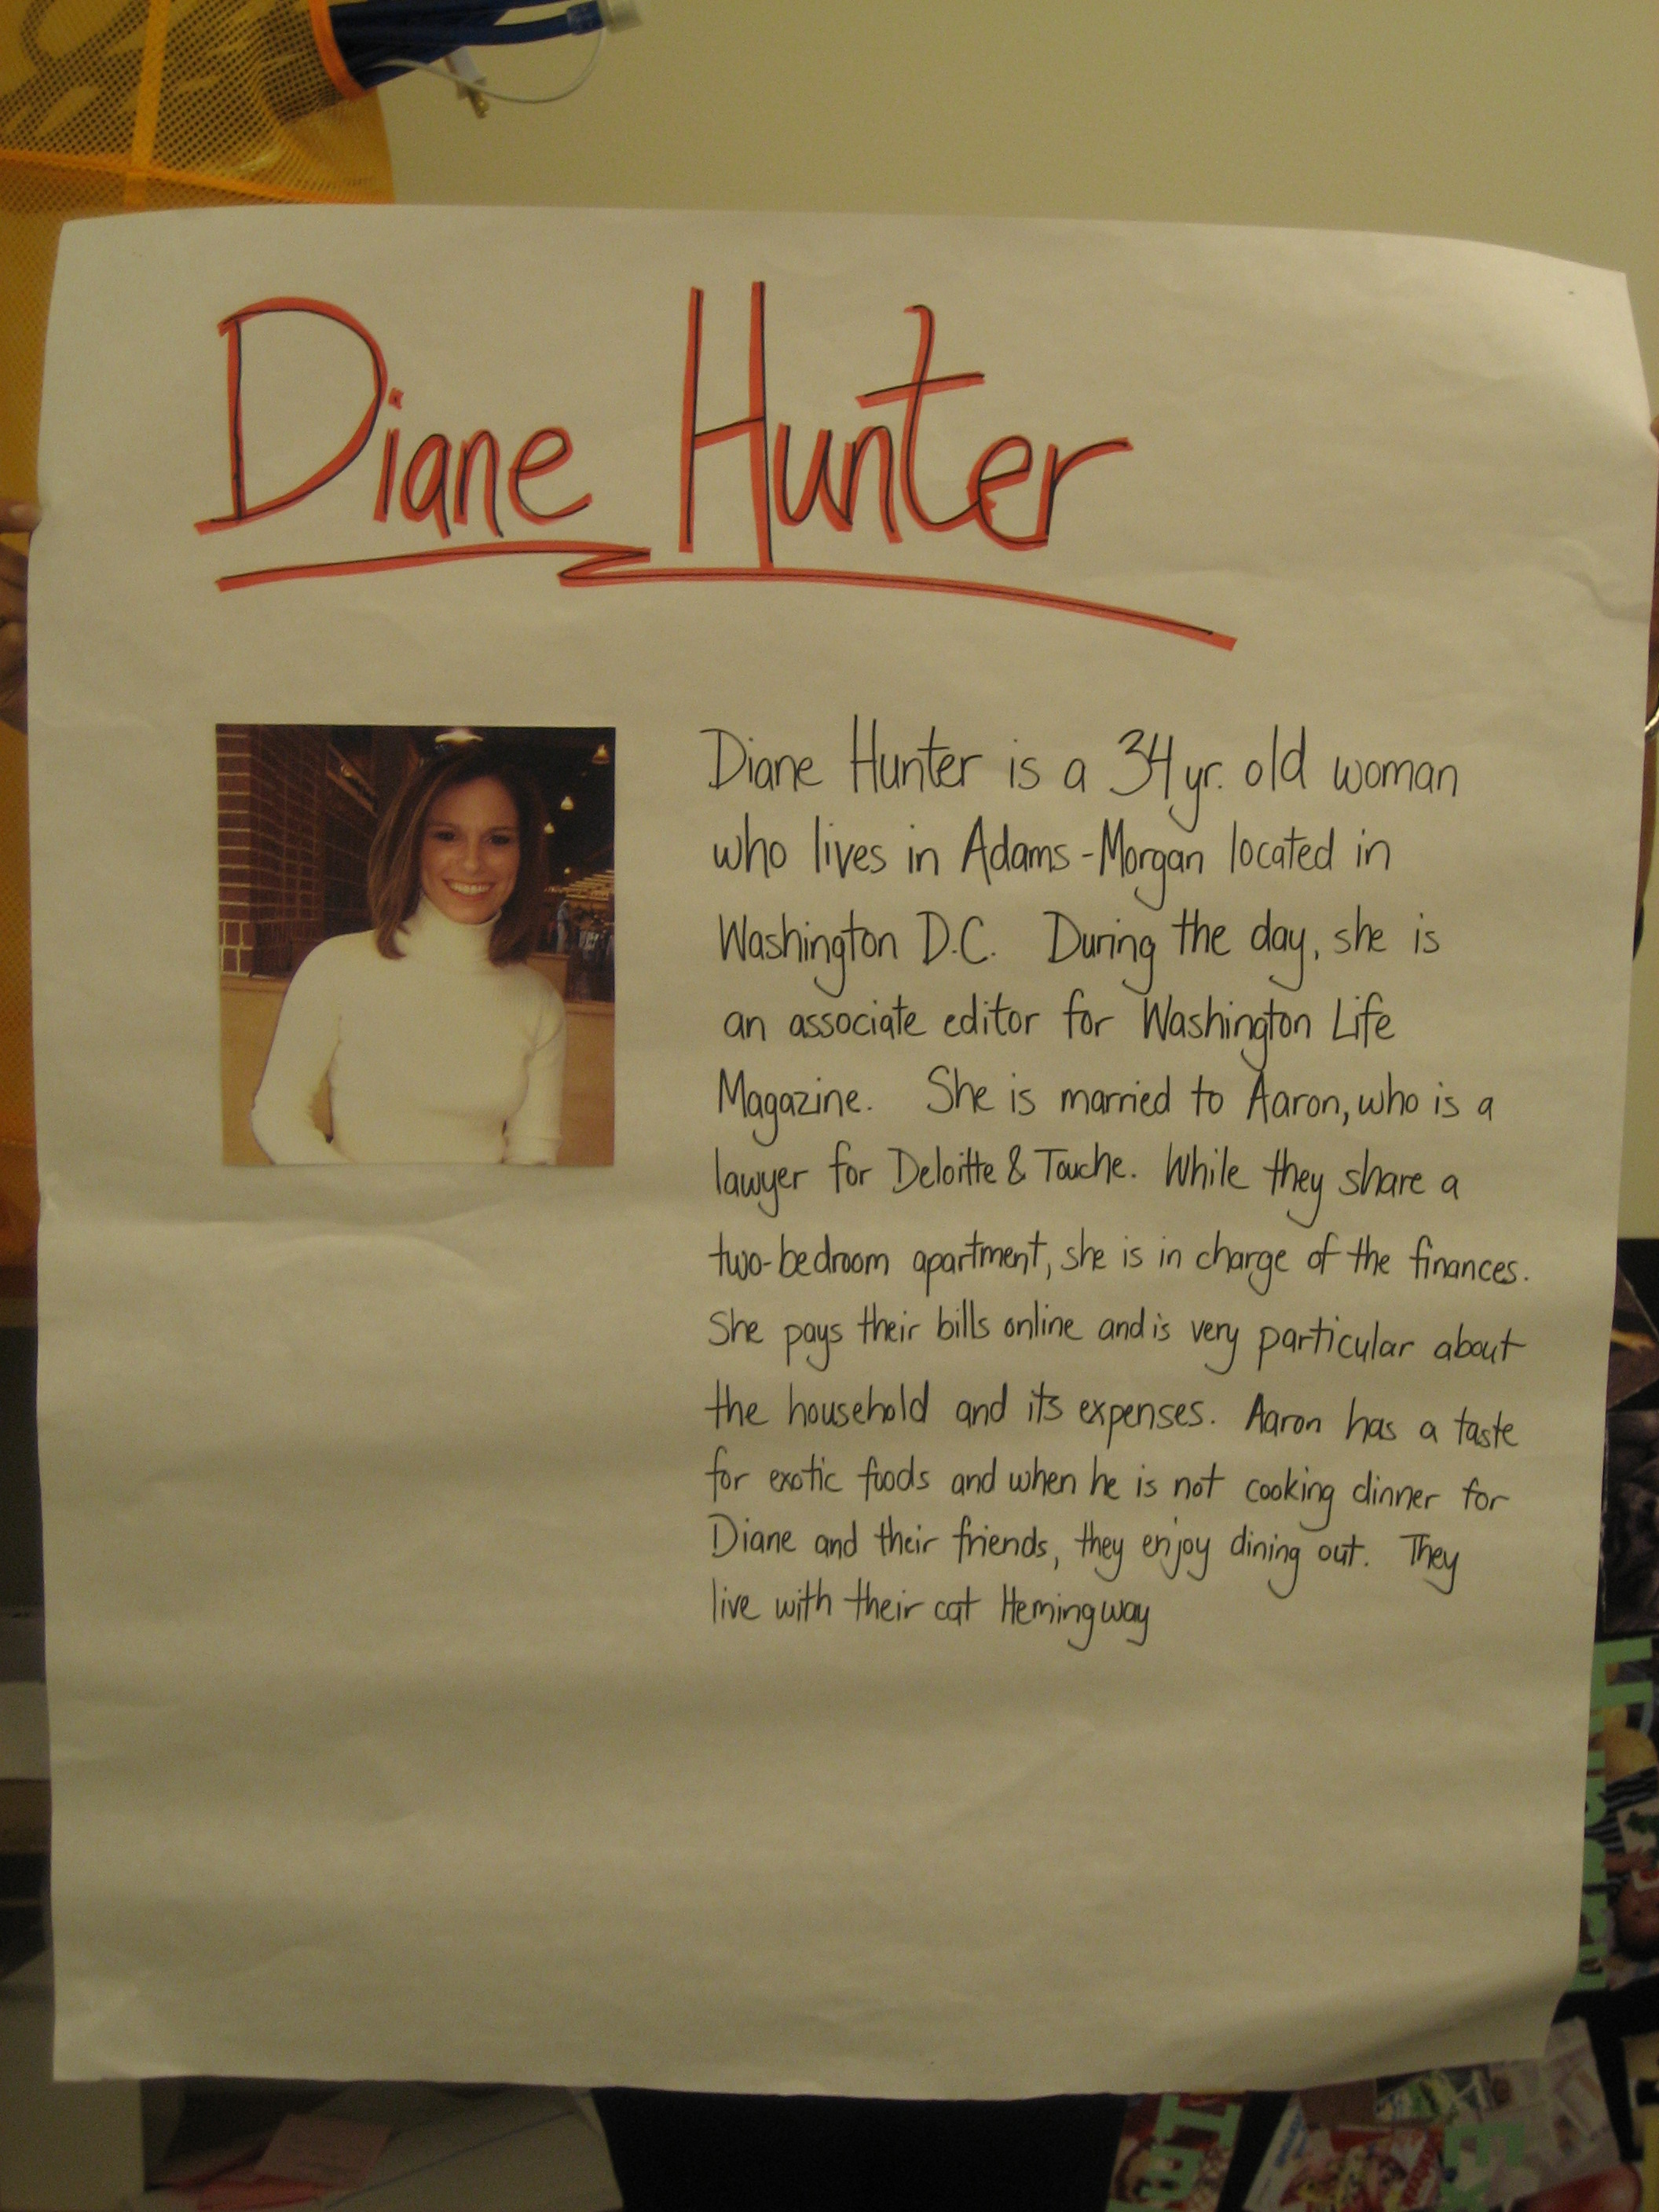 Diane Hunter
Diane Hunter is a 34 yr. old woman
who lives in Adams-Morgan located in
Washington D.C. During the day, she is
an associate editor for Washington Life
Magazine. She is married to Aaron, who is a
lawyer for Deloitte & Touche. While they share a
two-bedroom apartment, she is in charge of the finances.
She pays their bills online and is very particular about
the household and its expenses. Aaron has a taste
for exotic foods and when he is not cooking dinner for
Diane and their friends, they enjoy dining out. They
live with their cat Hemingway